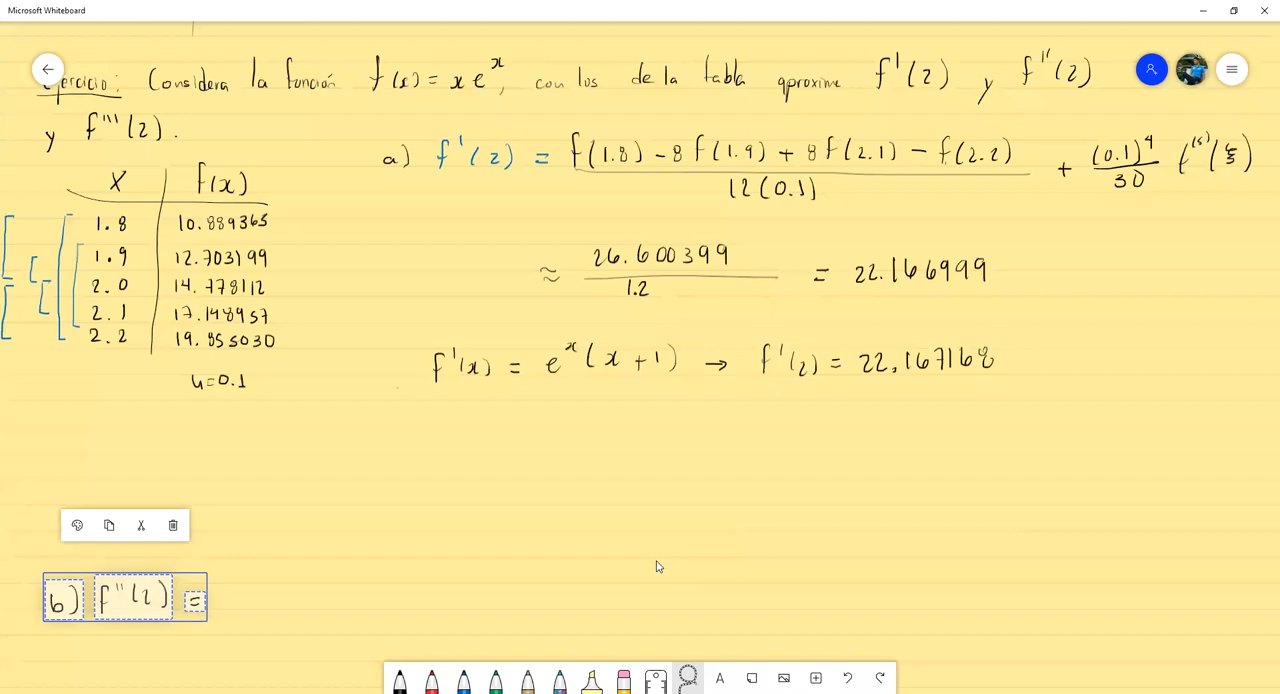 Microsoft Whiteboard
Ejercicio: Considera la función f(x) = x e^x, con los de la tabla aproxime f'(2) y f''(2)
y f'''(2).
a) f'(2) = f(1.8) - 8 f(1.9) + 8 f(2.1) - f(2.2) / 12(0.1) + (0.1)^4 / 30 f^(5)(ξ)
x | f(x)
1.8 | 10.889365
1.9 | 12.703199
2.0 | 14.778112
2.1 | 17.148957
2.2 | 19.855030
h=0.1
≈ 26.600399 / 1.2 = 22.166999
f'(x) = e^x (x + 1) → f'(2) = 22,167168
b) f''(2) =
A